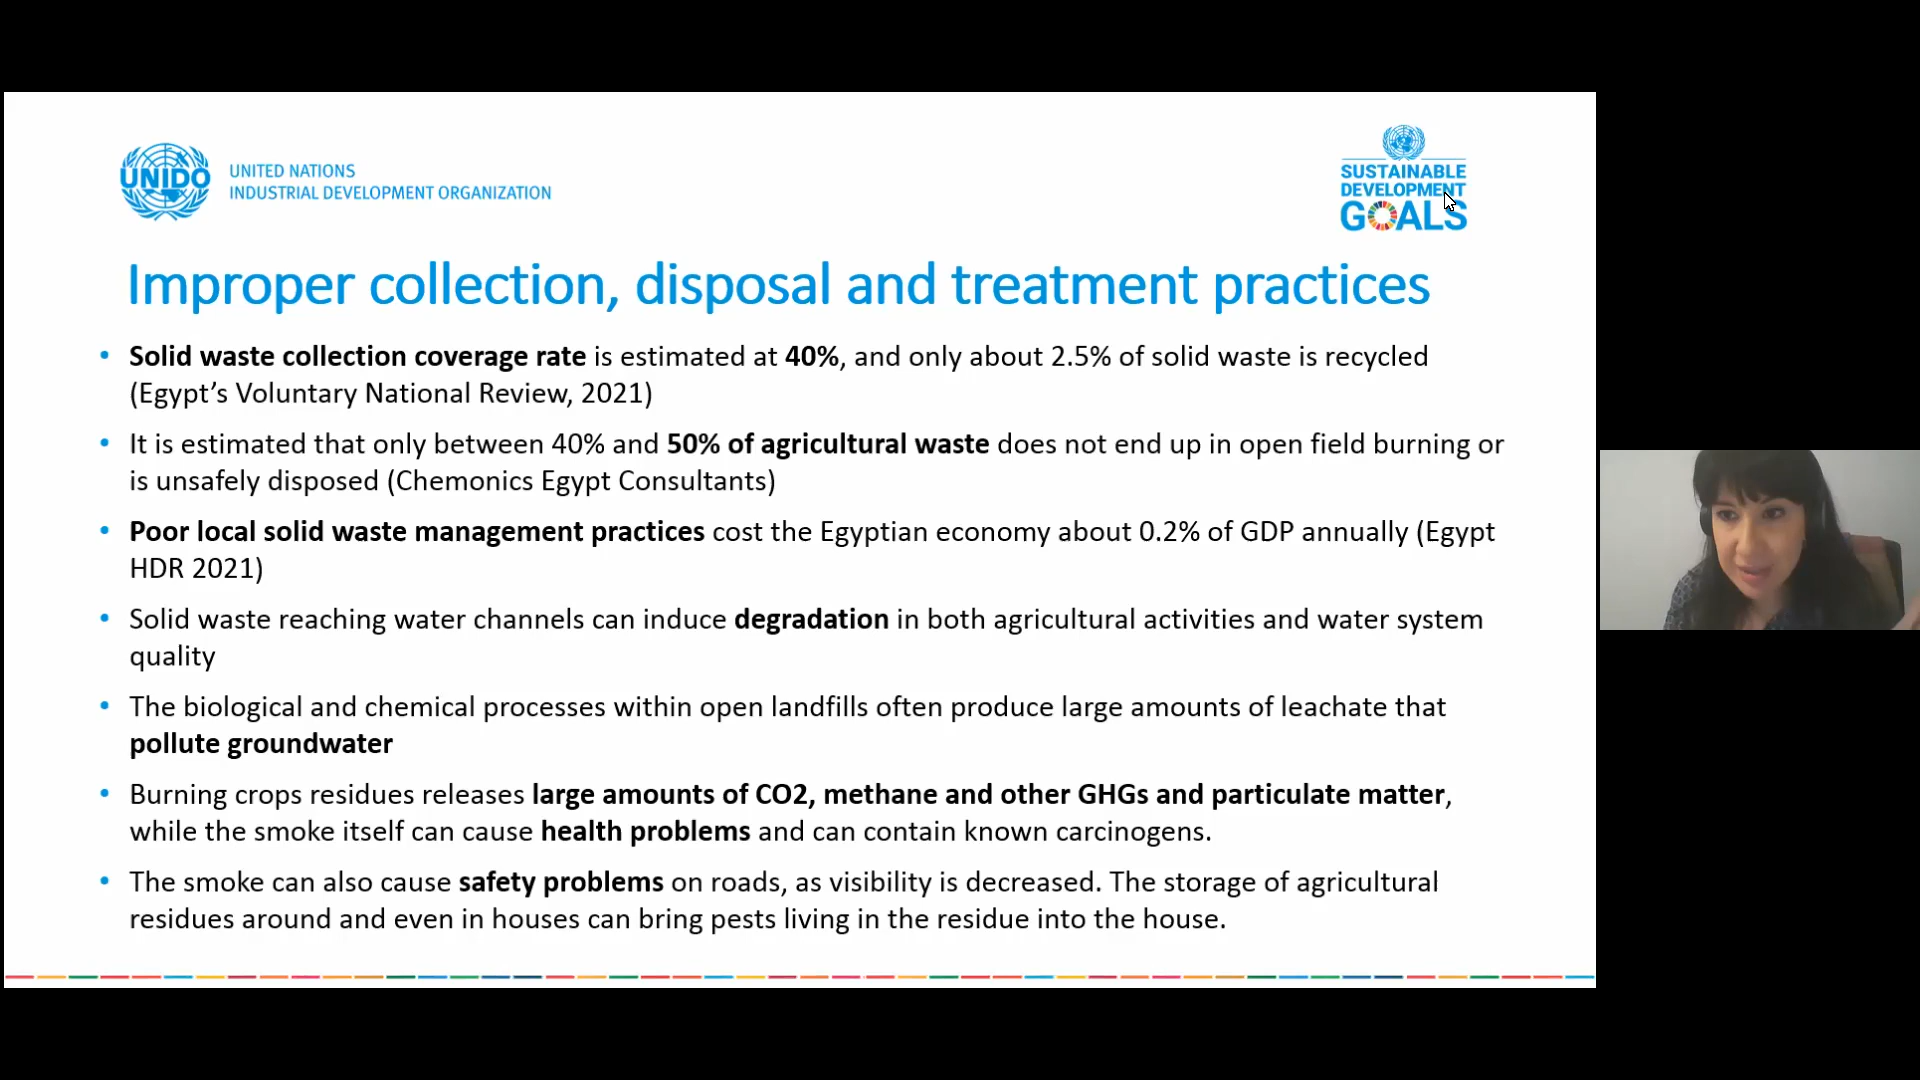 UNIDO
UNITED NATIONS
INDUSTRIAL DEVELOPMENT ORGANIZATION
SUSTAINABLE
DEVELOPMENT
GOALS
Improper collection, disposal and treatment practices
• Solid waste collection coverage rate is estimated at 40%, and only about 2.5% of solid waste is recycled
(Egypt’s Voluntary National Review, 2021)
• It is estimated that only between 40% and 50% of agricultural waste does not end up in open field burning or
is unsafely disposed (Chemonics Egypt Consultants)
• Poor local solid waste management practices cost the Egyptian economy about 0.2% of GDP annually (Egypt
HDR 2021)
• Solid waste reaching water channels can induce degradation in both agricultural activities and water system
quality
• The biological and chemical processes within open landfills often produce large amounts of leachate that
pollute groundwater
• Burning crops residues releases large amounts of CO2, methane and other GHGs and particulate matter,
while the smoke itself can cause health problems and can contain known carcinogens.
• The smoke can also cause safety problems on roads, as visibility is decreased. The storage of agricultural
residues around and even in houses can bring pests living in the residue into the house.